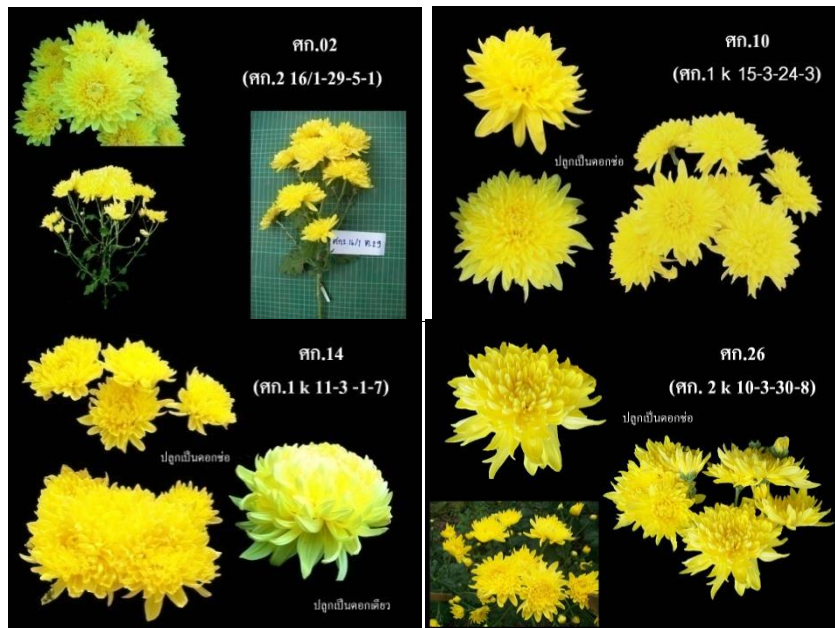 ศก.02
(ศก.2 16/1-29-5-1)
ศก.10
(ศก.1 k 15-3-24-3)
ปลูกเป็นดอกช่อ
ศก.14
(ศก.1 k 11-3 -1-7)
ปลูกเป็นดอกช่อ
ปลูกเป็นดอกเดี่ยว
ศก.26
(ศก. 2 k 10-3-30-8)
ปลูกเป็นดอกช่อ